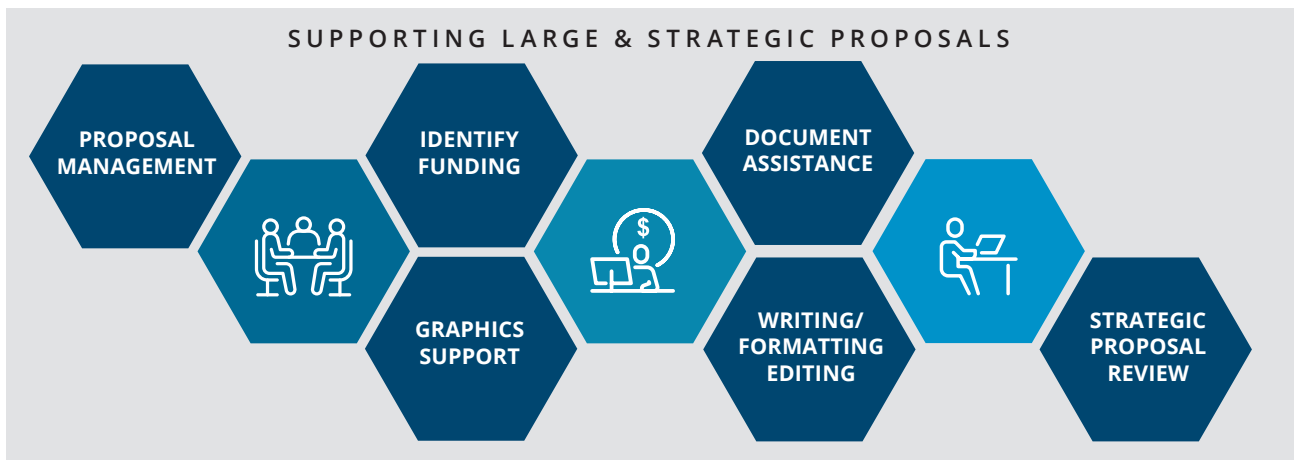 SUPPORTING LARGE & STRATEGIC PROPOSALS
PROPOSAL
MANAGEMENT
IDENTIFY
FUNDING
DOCUMENT
ASSISTANCE
$
GRAPHICS
SUPPORT
WRITING/
FORMATTING
EDITING
STRATEGIC
PROPOSAL
REVIEW